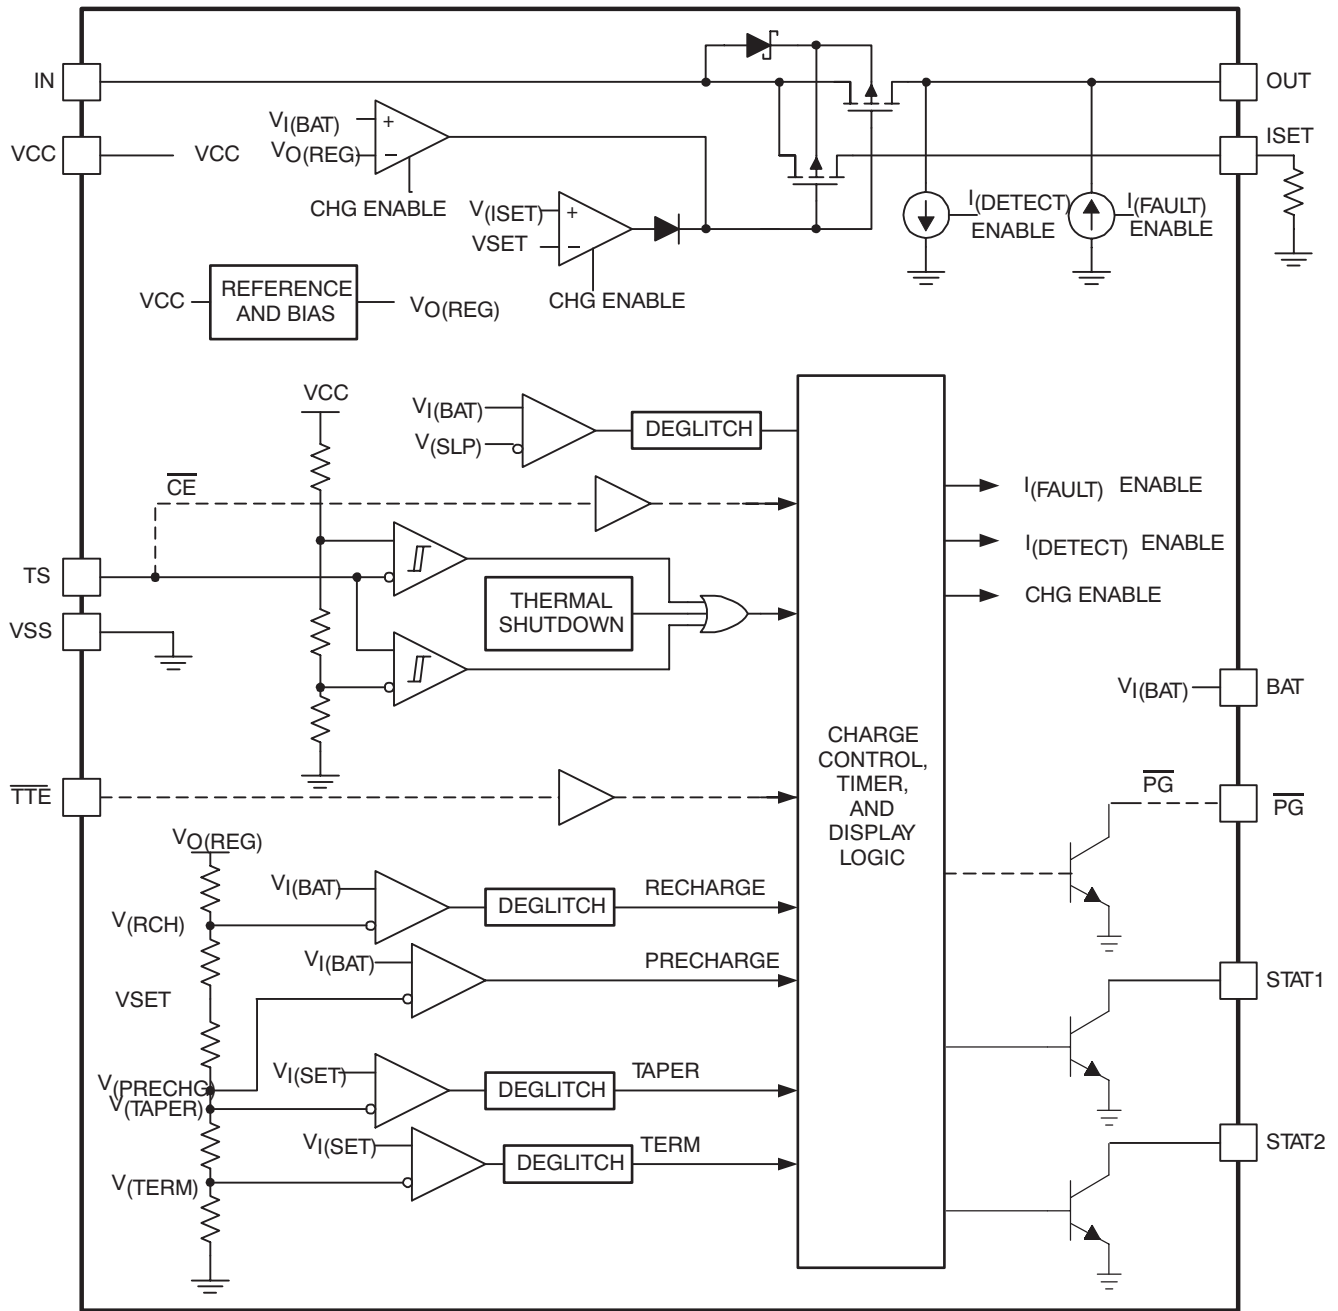 IN
OUT
ISET
VCC
VCC
VI(BAT)
VO(REG)
CHG ENABLE
V(ISET)
VSET
CHG ENABLE
I(DETECT)
ENABLE
I(FAULT)
ENABLE
VCC
REFERENCE
AND BIAS
VO(REG)
VCC
VI(BAT)
V(SLP)
DEGLITCH
CE
I(FAULT) ENABLE
I(DETECT) ENABLE
CHG ENABLE
TS
THERMAL
SHUTDOWN
VSS
VI(BAT)
BAT
CHARGE
CONTROL,
TIMER,
AND
DISPLAY
LOGIC
TTE
PG
PG
VO(REG)
VI(BAT)
DEGLITCH
RECHARGE
V(RCH)
VI(BAT)
PRECHARGE
VSET
STAT1
V(PRECHG)
V(TAPER)
VI(SET)
DEGLITCH
TAPER
VI(SET)
DEGLITCH
TERM
V(TERM)
STAT2